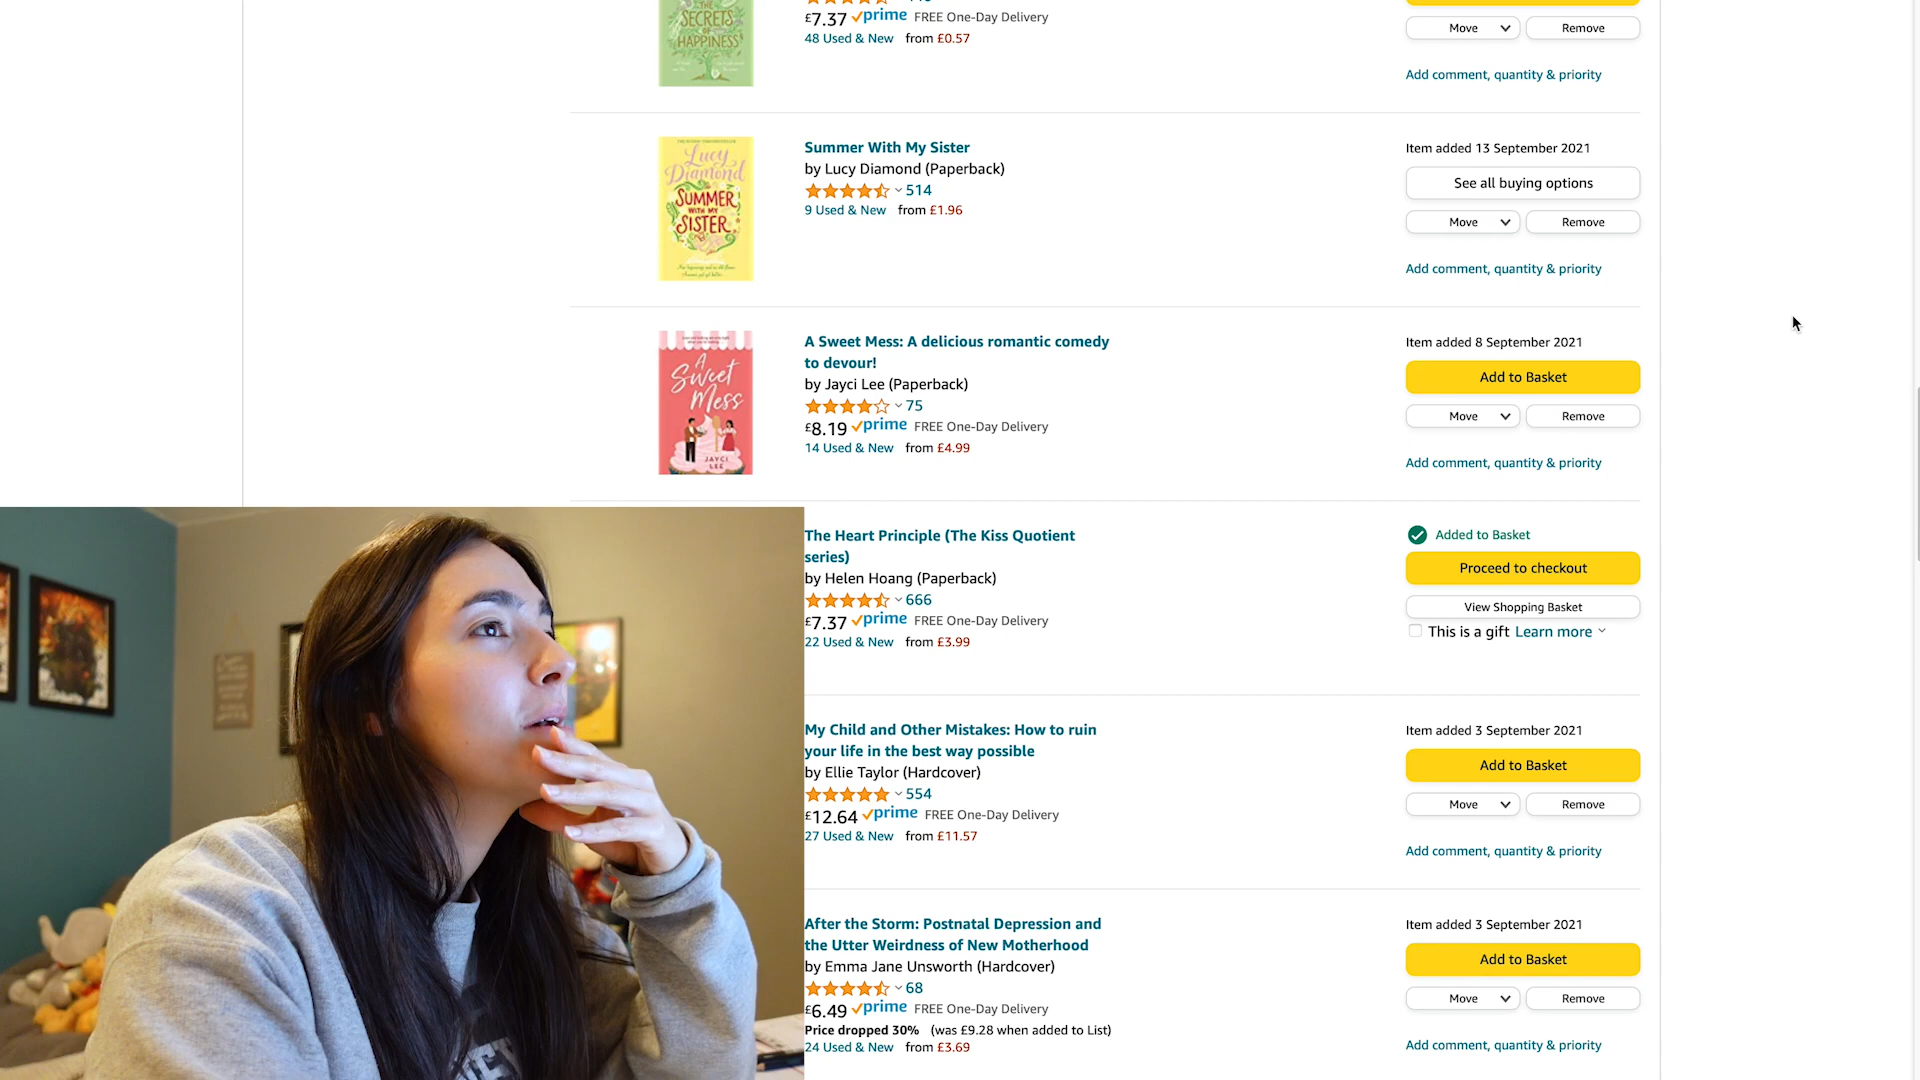 THE
SECRETS
OF
HAPPINESS
£7.37 prime FREE One-Day Delivery
48 Used & New from £0.57
Move Remove
Add comment, quantity & priority
Lucy
Diamond
SUMMER
WITH MY
SISTER
Summer With My Sister
by Lucy Diamond (Paperback)
514
9 Used & New from £1.96
Item added 13 September 2021
See all buying options
Move Remove
Add comment, quantity & priority
A
Sweet
Mess
JAYCI
LEE
A Sweet Mess: A delicious romantic comedy
to devour!
by Jayci Lee (Paperback)
75
£8.19 prime FREE One-Day Delivery
14 Used & New from £4.99
Item added 8 September 2021
Add to Basket
Move Remove
Add comment, quantity & priority
The Heart Principle (The Kiss Quotient
series)
by Helen Hoang (Paperback)
666
£7.37 prime FREE One-Day Delivery
22 Used & New from £3.99
Added to Basket
Proceed to checkout
View Shopping Basket
This is a gift Learn more
My Child and Other Mistakes: How to ruin
your life in the best way possible
by Ellie Taylor (Hardcover)
554
£12.64 prime FREE One-Day Delivery
27 Used & New from £11.57
Item added 3 September 2021
Add to Basket
Move Remove
Add comment, quantity & priority
After the Storm: Postnatal Depression and
the Utter Weirdness of New Motherhood
by Emma Jane Unsworth (Hardcover)
68
£6.49 prime FREE One-Day Delivery
Price dropped 30% (was £9.28 when added to List)
24 Used & New from £3.69
Item added 3 September 2021
Add to Basket
Move Remove
Add comment, quantity & priority